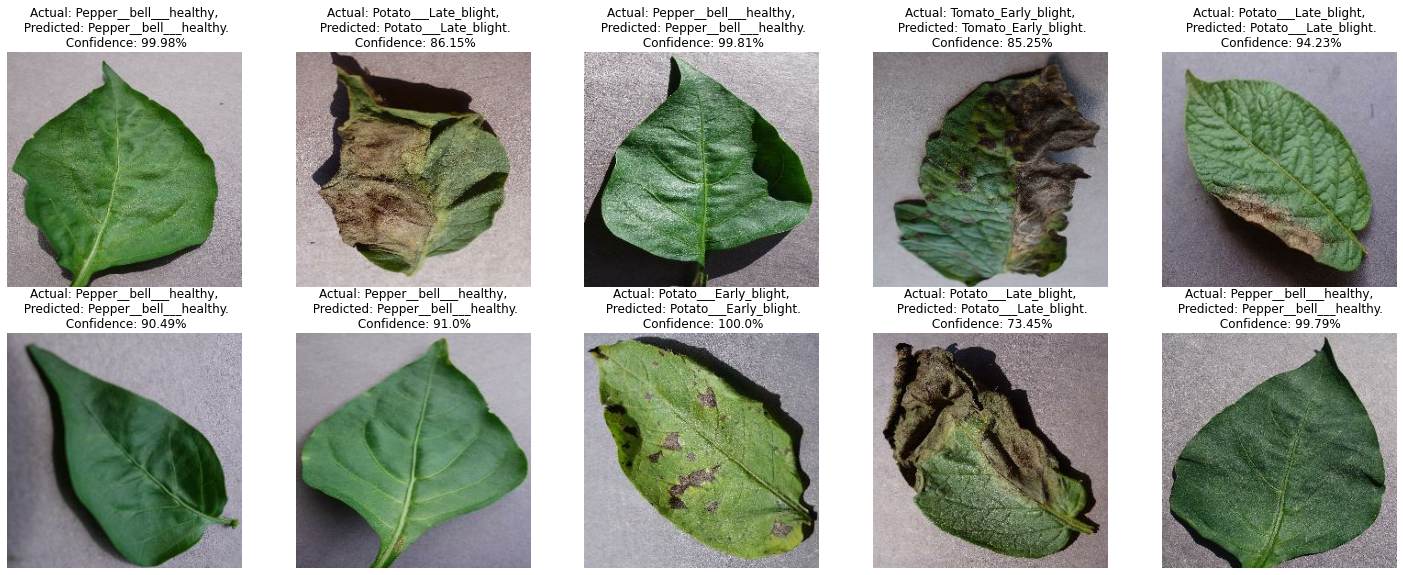 Actual: Pepper__bell___healthy,
Predicted: Pepper__bell___healthy.
Confidence: 99.98%
Actual: Potato___Late_blight,
Predicted: Potato___Late_blight.
Confidence: 86.15%
Actual: Pepper__bell___healthy,
Predicted: Pepper__bell___healthy.
Confidence: 99.81%
Actual: Tomato_Early_blight,
Predicted: Tomato_Early_blight.
Confidence: 85.25%
Actual: Potato___Late_blight,
Predicted: Potato___Late_blight.
Confidence: 94.23%
Actual: Pepper__bell___healthy,
Predicted: Pepper__bell___healthy.
Confidence: 90.49%
Actual: Pepper__bell___healthy,
Predicted: Pepper__bell___healthy.
Confidence: 91.0%
Actual: Potato___Early_blight,
Predicted: Potato___Early_blight.
Confidence: 100.0%
Actual: Potato___Late_blight,
Predicted: Potato___Late_blight.
Confidence: 73.45%
Actual: Pepper__bell___healthy,
Predicted: Pepper__bell___healthy.
Confidence: 99.79%